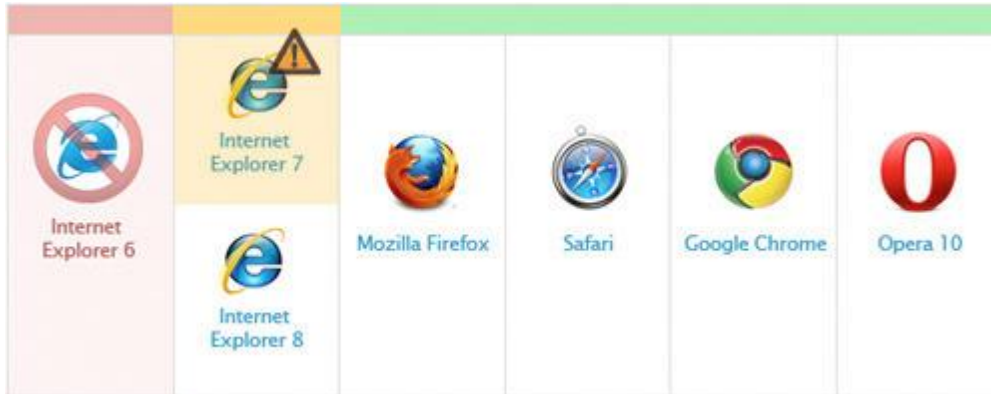 Internet
Explorer 6
Internet
Explorer 7
Internet
Explorer 8
Mozilla Firefox
Safari
Google Chrome
Opera 10